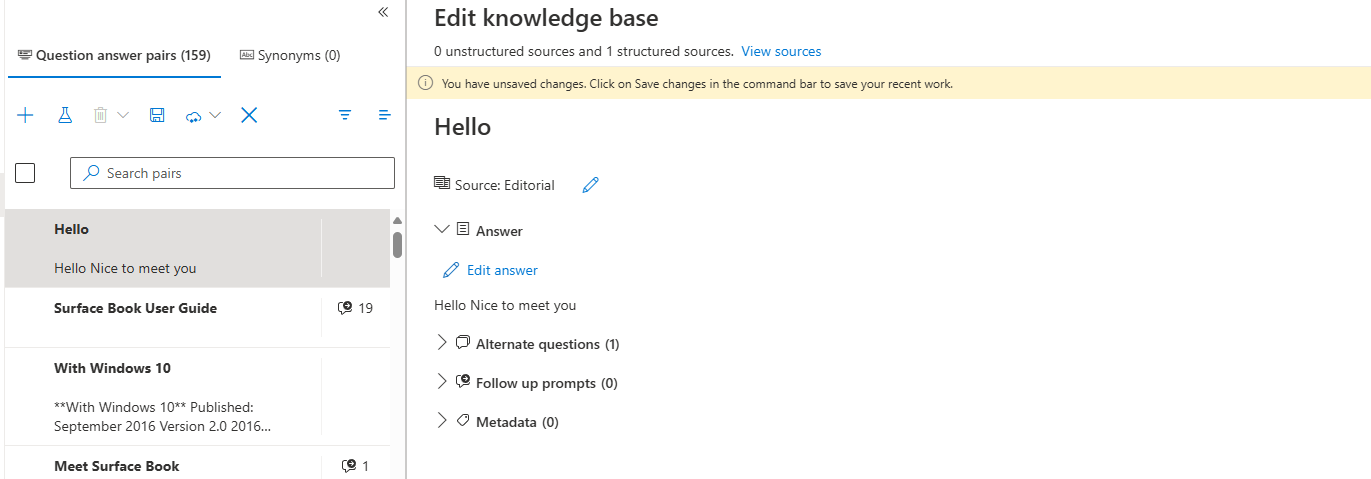 Question answer pairs (159)
Abc Synonyms (0)
Search pairs
Hello
Hello Nice to meet you
Surface Book User Guide 19
With Windows 10
**With Windows 10** Published:
September 2016 Version 2.0 2016...
Meet Surface Book 1
Edit knowledge base
0 unstructured sources and 1 structured sources. View sources
You have unsaved changes. Click on Save changes in the command bar to save your recent work.
Hello
Source: Editorial
Answer
Edit answer
Hello Nice to meet you
Alternate questions (1)
Follow up prompts (0)
Metadata (0)